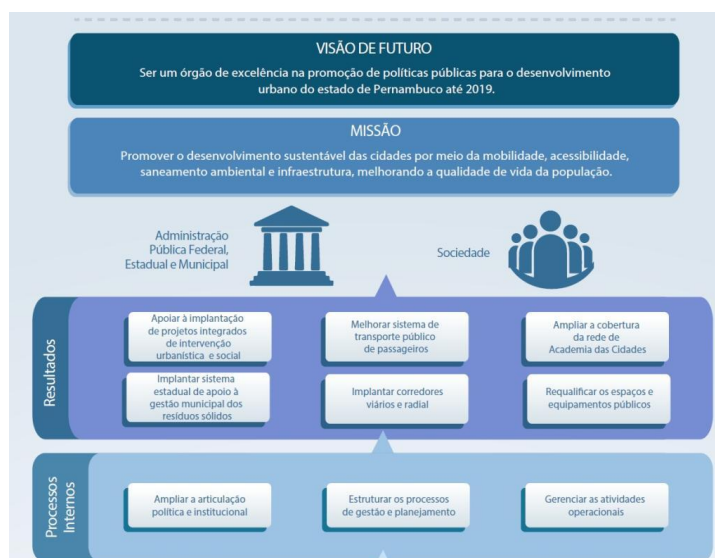 VISÃO DE FUTURO
Ser um órgão de excelência na promoção de políticas públicas para o desenvolvimento
urbano do estado de Pernambuco até 2019.
MISSÃO
Promover o desenvolvimento sustentável das cidades por meio da mobilidade, acessibilidade,
saneamento ambiental e infraestrutura, melhorando a qualidade de vida da população.
Administração
Pública Federal,
Estadual e Municipal
Sociedade
Resultados
Apoiar à implantação
de projetos integrados
de intervenção
urbanística e social
Melhorar sistema de
transporte público
de passageiros
Ampliar a cobertura
da rede de
Academia das Cidades
Implantar sistema
estadual de apoio à
gestão municipal dos
resíduos sólidos
Implantar corredores
viários e radial
Requalificar os espaços e
equipamentos públicos
Processos
Internos
Ampliar a articulação
política e institucional
Estruturar os processos
de gestão e planejamento
Gerenciar as atividades
operacionais